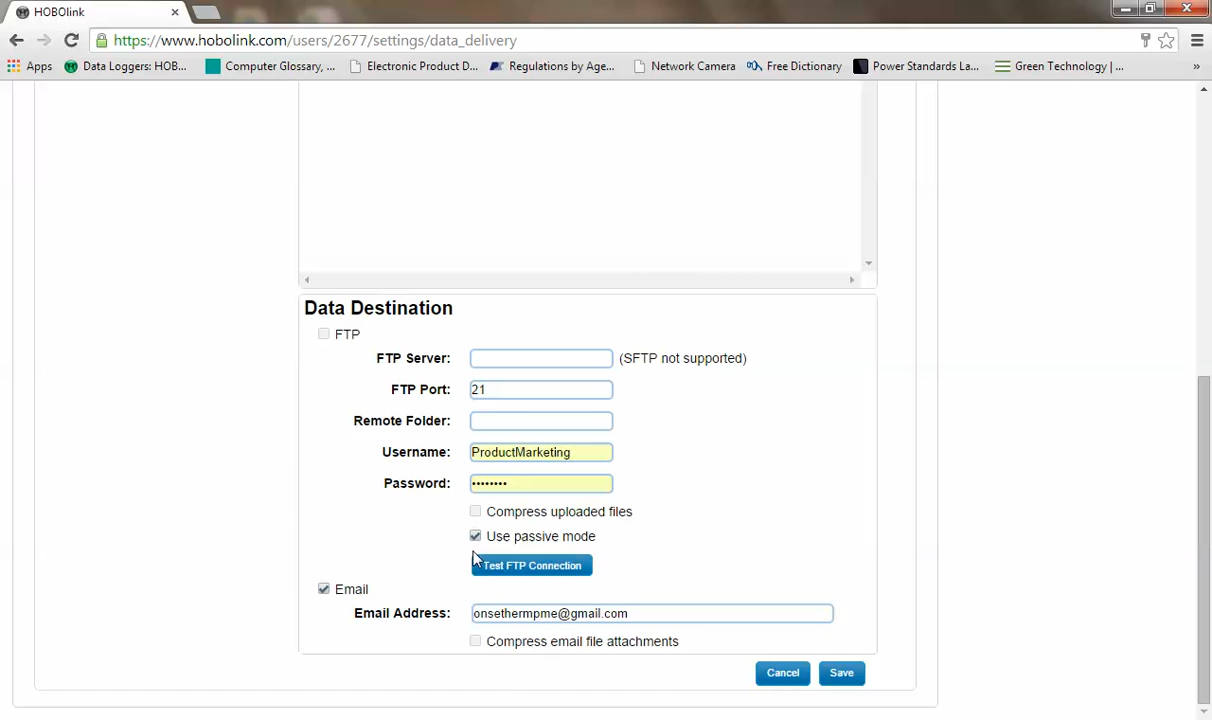 HOBOlink
https://www.hobolink.com/users/2677/settings/data_delivery
Apps Data Loggers: HOB... Computer Glossary, ... Electronic Product D... Regulations by Age... Network Camera Free Dictionary Power Standards La... Green Technology | ... »
Data Destination
FTP
FTP Server: (SFTP not supported)
FTP Port: 21
Remote Folder:
Username: ProductMarketing
Password: ••••••••
Compress uploaded files
Use passive mode
Test FTP Connection
Email
Email Address: onsethermpme@gmail.com
Compress email file attachments
Cancel Save